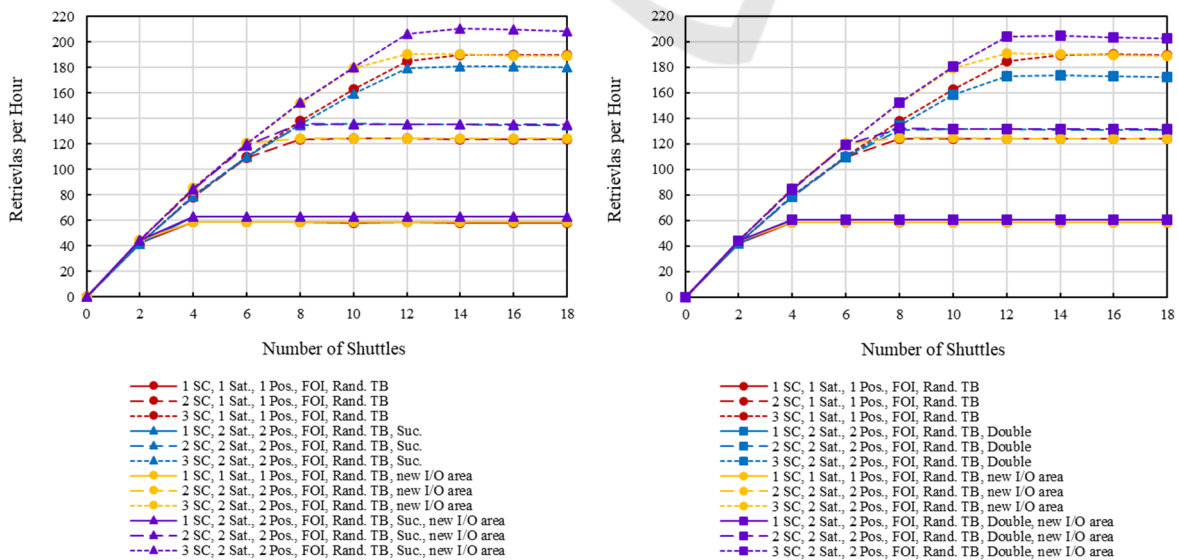 220
200
180
160
140
120
100
80
60
40
20
0
Retrievlas per Hour
0 2 4 6 8 10 12 14 16 18
Number of Shuttles
1 SC, 1 Sat., 1 Pos., FOI, Rand. TB
2 SC, 1 Sat., 1 Pos., FOI, Rand. TB
3 SC, 1 Sat., 1 Pos., FOI, Rand. TB
1 SC, 2 Sat., 2 Pos., FOI, Rand. TB, Suc.
2 SC, 2 Sat., 2 Pos., FOI, Rand. TB, Suc.
3 SC, 2 Sat., 2 Pos., FOI, Rand. TB, Suc.
1 SC, 1 Sat., 1 Pos., FOI, Rand. TB, new I/O area
2 SC, 2 Sat., 2 Pos., FOI, Rand. TB, new I/O area
3 SC, 2 Sat., 2 Pos., FOI, Rand. TB, new I/O area
1 SC, 2 Sat., 2 Pos., FOI, Rand. TB, Suc., new I/O area
2 SC, 2 Sat., 2 Pos., FOI, Rand. TB, Suc., new I/O area
3 SC, 2 Sat., 2 Pos., FOI, Rand. TB, Suc., new I/O area
220
200
180
160
140
120
100
80
60
40
20
0
Retrievlas per Hour
0 2 4 6 8 10 12 14 16 18
Number of Shuttles
1 SC, 1 Sat., 1 Pos., FOI, Rand. TB
2 SC, 1 Sat., 1 Pos., FOI, Rand. TB
3 SC, 1 Sat., 1 Pos., FOI, Rand. TB
1 SC, 2 Sat., 2 Pos., FOI, Rand. TB, Double
2 SC, 2 Sat., 2 Pos., FOI, Rand. TB, Double
3 SC, 2 Sat., 2 Pos., FOI, Rand. TB, Double
1 SC, 1 Sat., 1 Pos., FOI, Rand. TB, new I/O area
2 SC, 2 Sat., 2 Pos., FOI, Rand. TB, new I/O area
3 SC, 2 Sat., 2 Pos., FOI, Rand. TB, new I/O area
1 SC, 2 Sat., 2 Pos., FOI, Rand. TB, Double, new I/O area
2 SC, 2 Sat., 2 Pos., FOI, Rand. TB, Double, new I/O area
3 SC, 2 Sat., 2 Pos., FOI, Rand. TB, Double, new I/O area